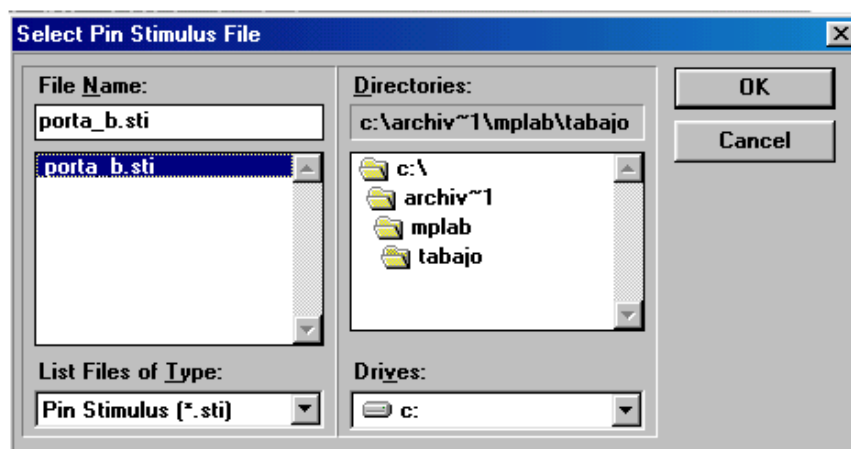 Select Pin Stimulus File
File Name:
porta_b.sti
porta_b.sti
List Files of Type:
Pin Stimulus (*.sti)
Directories:
c:\archiv~1\mplab\tabajo
c:\
archiv~1
mplab
tabajo
Drives:
c:
OK
Cancel